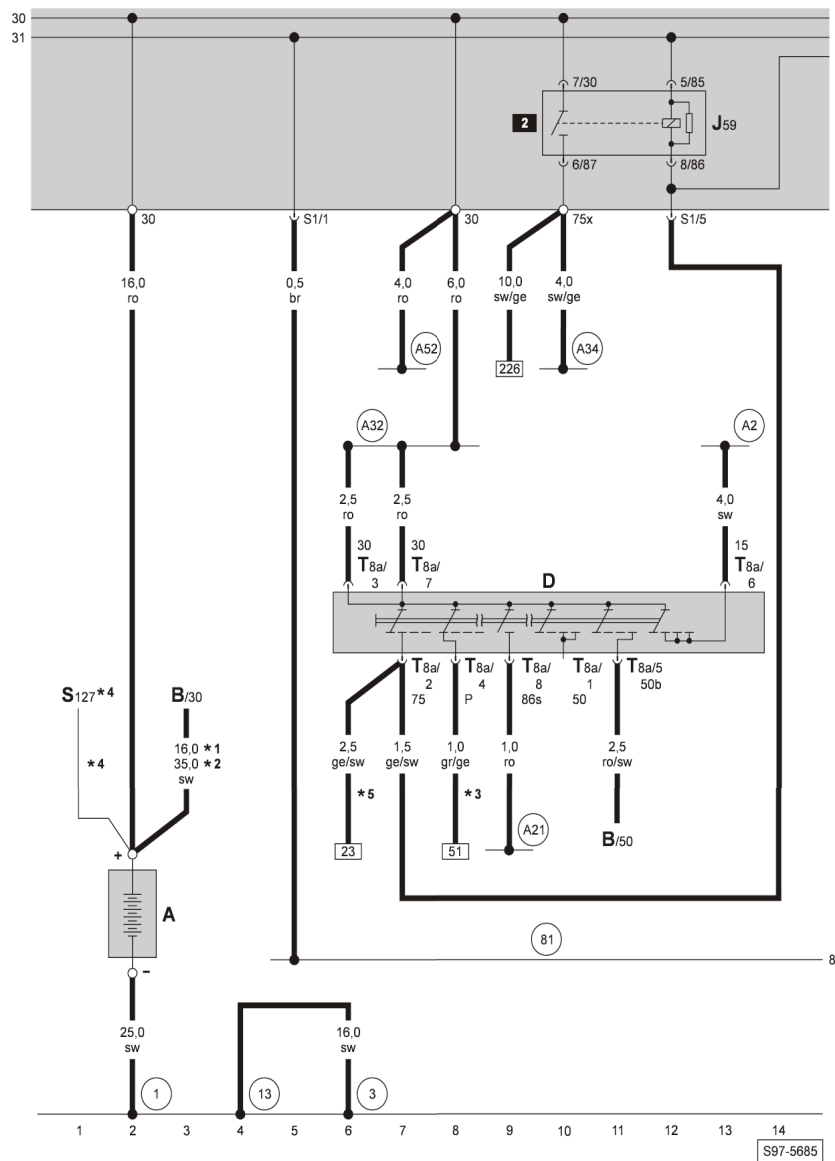 30
31
7/30 5/85
2 J59
6/87 8/86
30 S1/1 30 75x S1/5
16,0 0,5 4,0 6,0 10,0 4,0
ro br ro ro sw/ge sw/ge
A52 226 A34
A32 A2
2,5 2,5 4,0
ro ro sw
30 30 15
T8a/ T8a/ T8a/
3 7 D 6
T8a/ T8a/ T8a/ T8a/ T8a/5
2 4 8 1 50b
75 P 86s 50
S127*4 B/30
*4 16,0 *1
35,0 *2
sw
2,5 1,5 1,0 1,0 2,5
ge/sw ge/sw gr/ge ro ro/sw
*5 *3
23 51 A21 B/50
+
A
81
8
-
25,0 16,0
sw sw
1 13 3
1 2 3 4 5 6 7 8 9 10 11 12 13 14
S97-5685